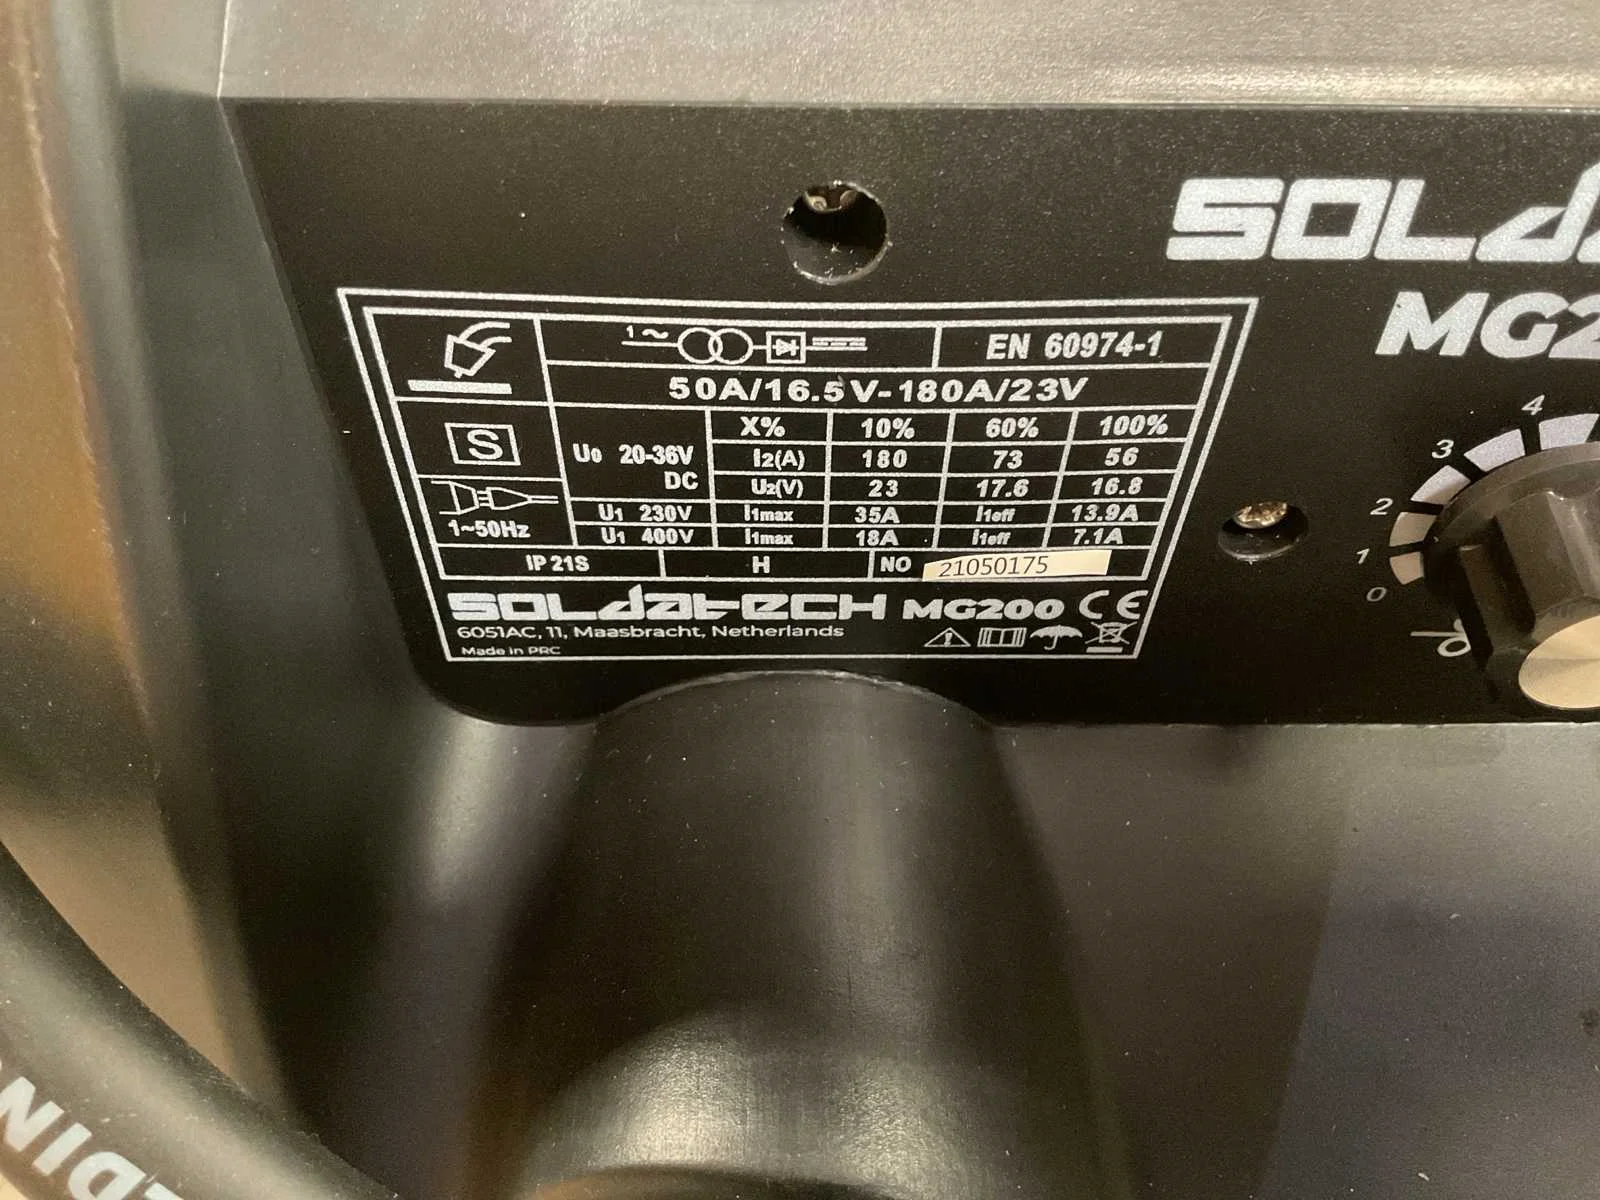 SOLda
MG2
1~
EN 60974-1
50A/16.5V-180A/23V
S
U0 20-36V
DC
X% 10% 60% 100%
I2(A) 180 73 56
U2(V) 23 17.6 16.8
1~50Hz
U1 230V I1max 35A I1eff 13.9A
U1 400V I1max 18A I1eff 7.1A
IP 21S H NO 21050175
SOLdatECH MG200 CE
6051AC, 11, Maasbracht, Netherlands
Made in PRC
4
3
2
1
0